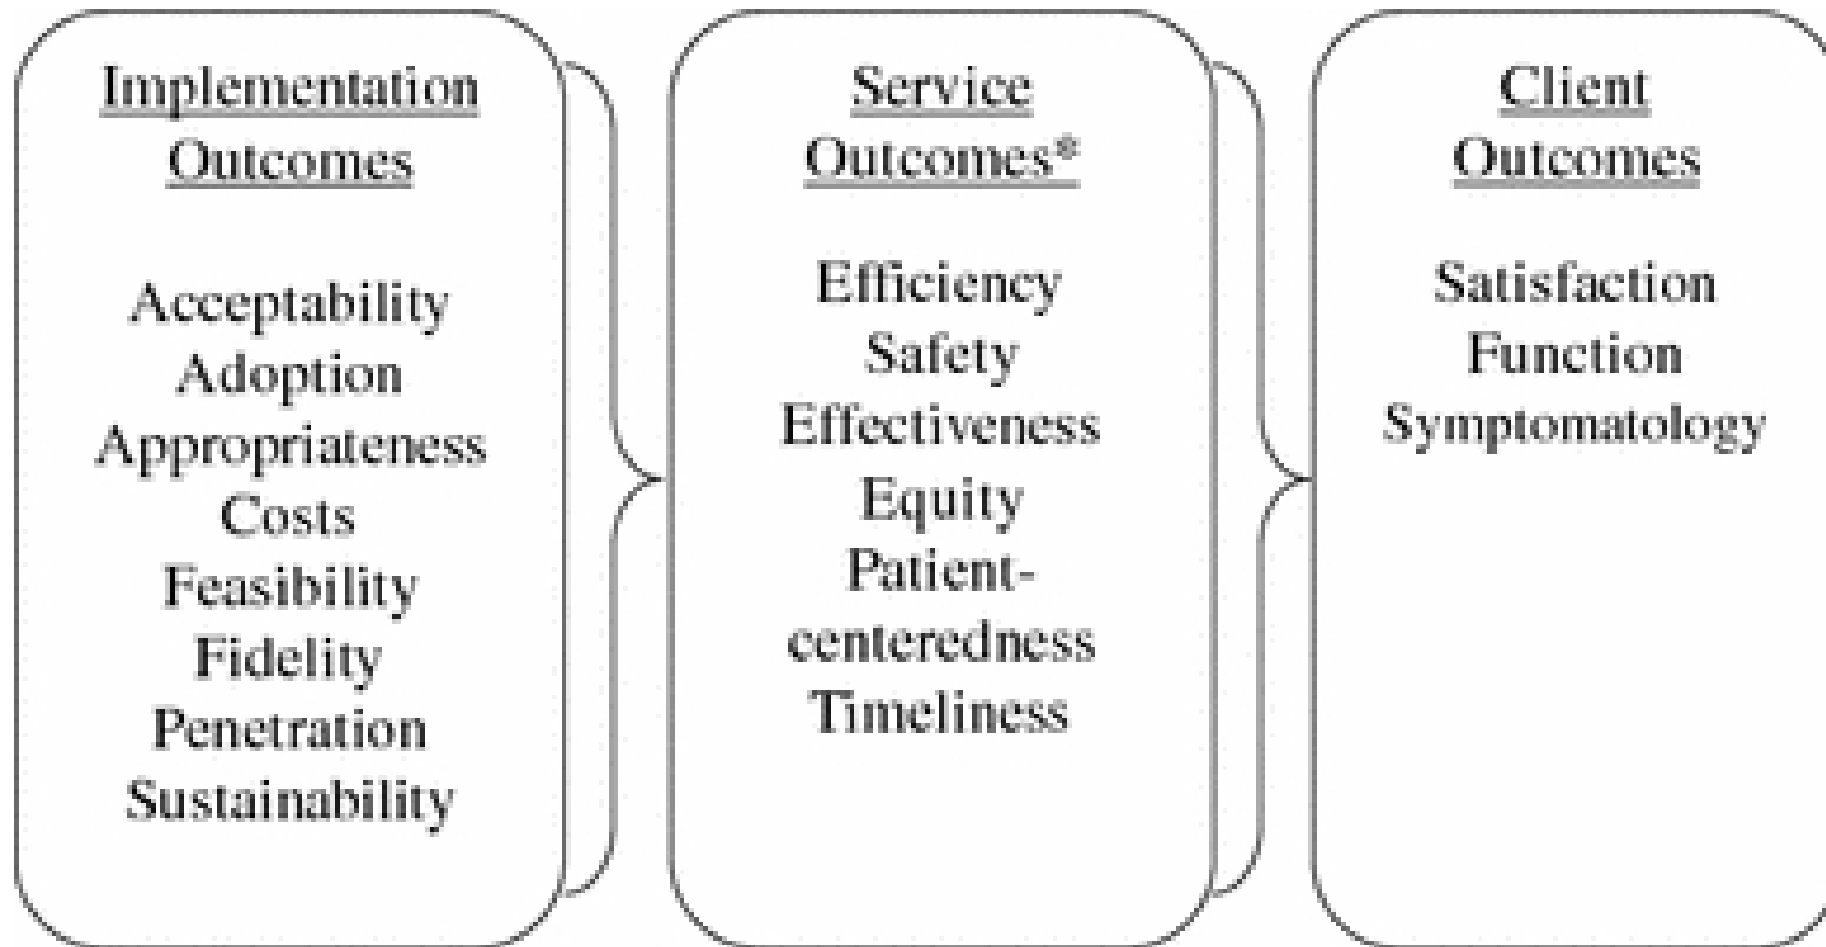 Implementation
Outcomes
Acceptability
Adoption
Appropriateness
Costs
Feasibility
Fidelity
Penetration
Sustainability
Service
Outcomes*
Efficiency
Safety
Effectiveness
Equity
Patient-
centeredness
Timeliness
Client
Outcomes
Satisfaction
Function
Symptomatology